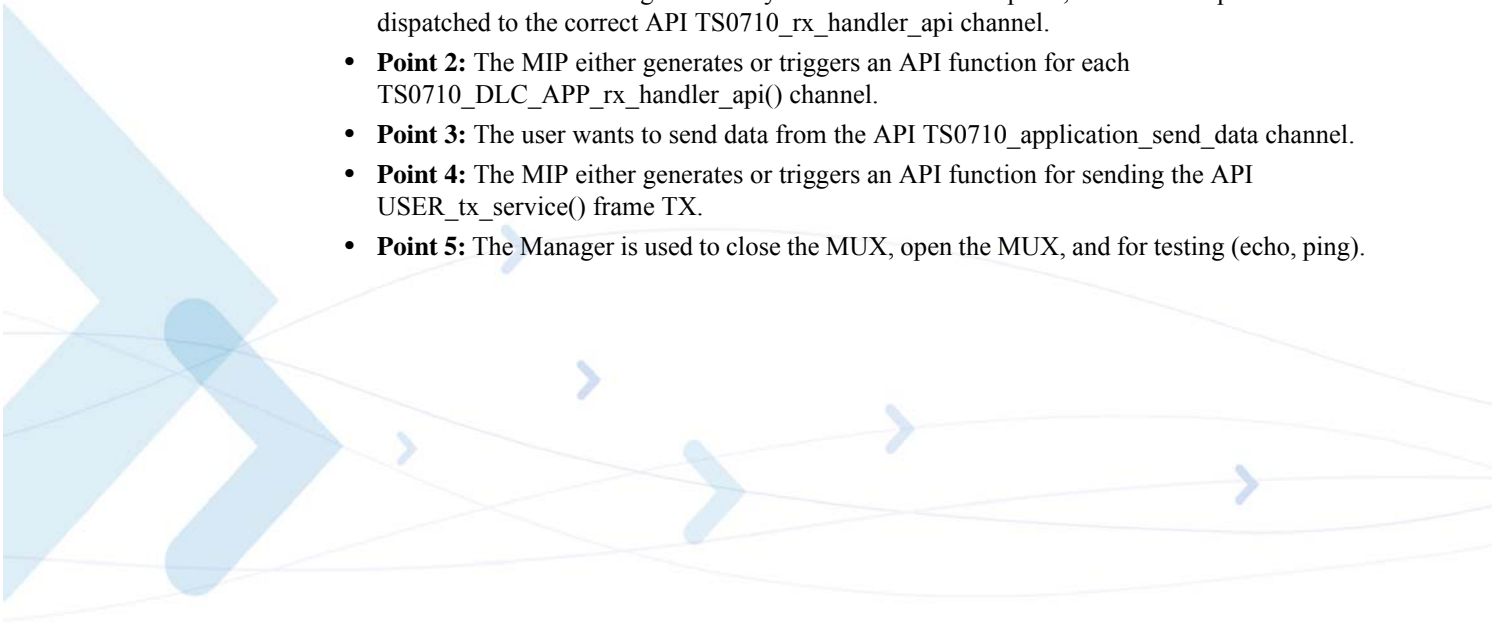 dispatched to the correct API TS0710_rx_handler_api channel.
• Point 2: The MIP either generates or triggers an API function for each
TS0710_DLC_APP_rx_handler_api() channel.
• Point 3: The user wants to send data from the API TS0710_application_send_data channel.
• Point 4: The MIP either generates or triggers an API function for sending the API
USER_tx_service() frame TX.
• Point 5: The Manager is used to close the MUX, open the MUX, and for testing (echo, ping).